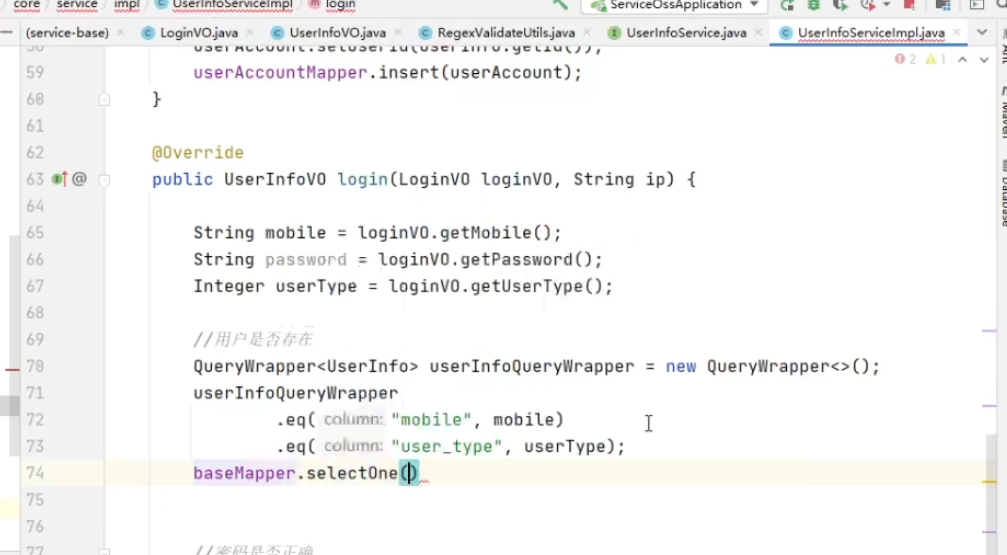 core service impl UserInfoServiceImpl login ServiceOssApplication
(service-base) LoginVO.java UserInfoVO.java RegexValidateUtils.java UserInfoService.java UserInfoServiceImpl.java
58 userAccount.setUserId(userInfo.getId());
2 1
59 userAccountMapper.insert(userAccount);
60 }
61
62 @Override
63 public UserInfoVO login(LoginVO loginVO, String ip) {
64
65 String mobile = loginVO.getMobile();
66 String password = loginVO.getPassword();
67 Integer userType = loginVO.getUserType();
68
69 //用户是否存在
70 QueryWrapper<UserInfo> userInfoQueryWrapper = new QueryWrapper<>();
71 userInfoQueryWrapper
72 .eq( column: "mobile", mobile)
73 .eq( column: "user_type", userType);
74 baseMapper.selectOne()
75
76
77 //密码是否正确
Ant
Maven
Database